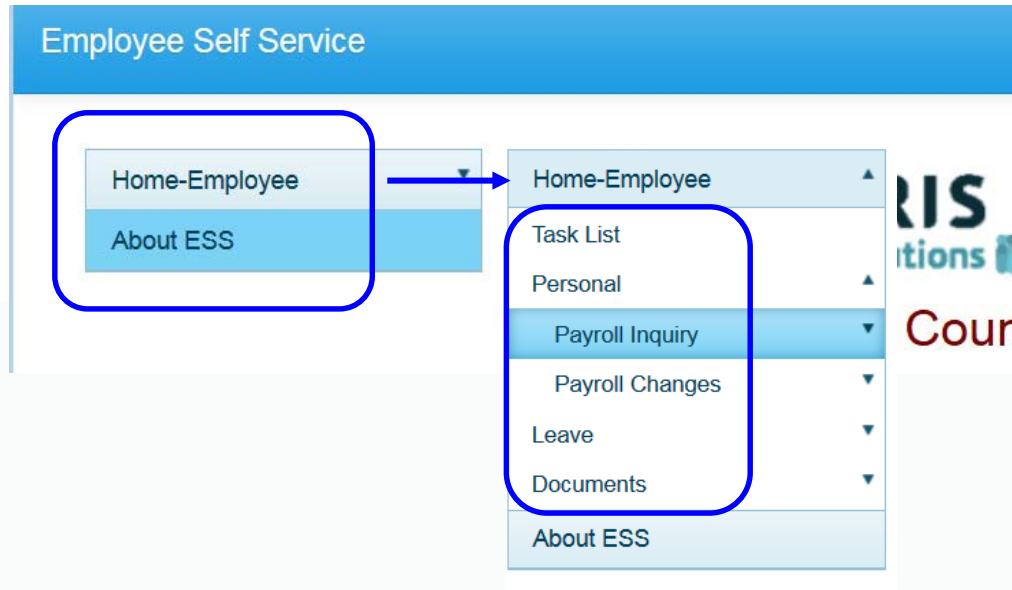 Employee Self Service
Home-Employee
About ESS
Home-Employee
Task List
Personal
Payroll Inquiry
Payroll Changes
Leave
Documents
About ESS